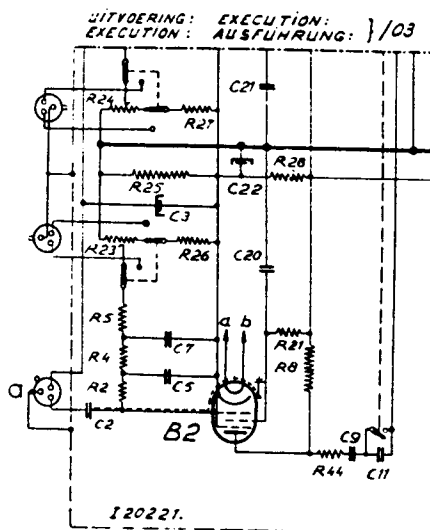 UITVOERING: EXECUTION: } /03
EXECUTION: AUSFÜHRUNG:
R24
R27
C21
R25
C22
R28
C3
R23
R26
C20
R5
a b
C7
R4
R21
R8
C5
R2
a
C2
B2
C9
R44
C11
I20221.